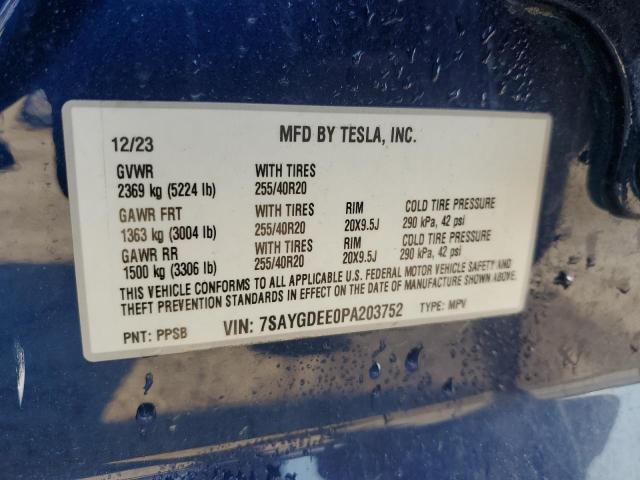 12/23 MFD BY TESLA, INC.
GVWR WITH TIRES
2369 kg (5224 lb) 255/40R20
GAWR FRT WITH TIRES RIM COLD TIRE PRESSURE
1363 kg (3004 lb) 255/40R20 20X9.5J 290 kPa, 42 psi
GAWR RR WITH TIRES RIM COLD TIRE PRESSURE
1500 kg (3306 lb) 255/40R20 20X9.5J 290 kPa, 42 psi
THIS VEHICLE CONFORMS TO ALL APPLICABLE U.S. FEDERAL MOTOR VEHICLE SAFETY AND
THEFT PREVENTION STANDARDS IN EFFECT ON THE DATE OF MANUFACTURE SHOWN ABOVE.
PNT: PPSB VIN: 7SAYGDEE0PA203752 TYPE: MPV